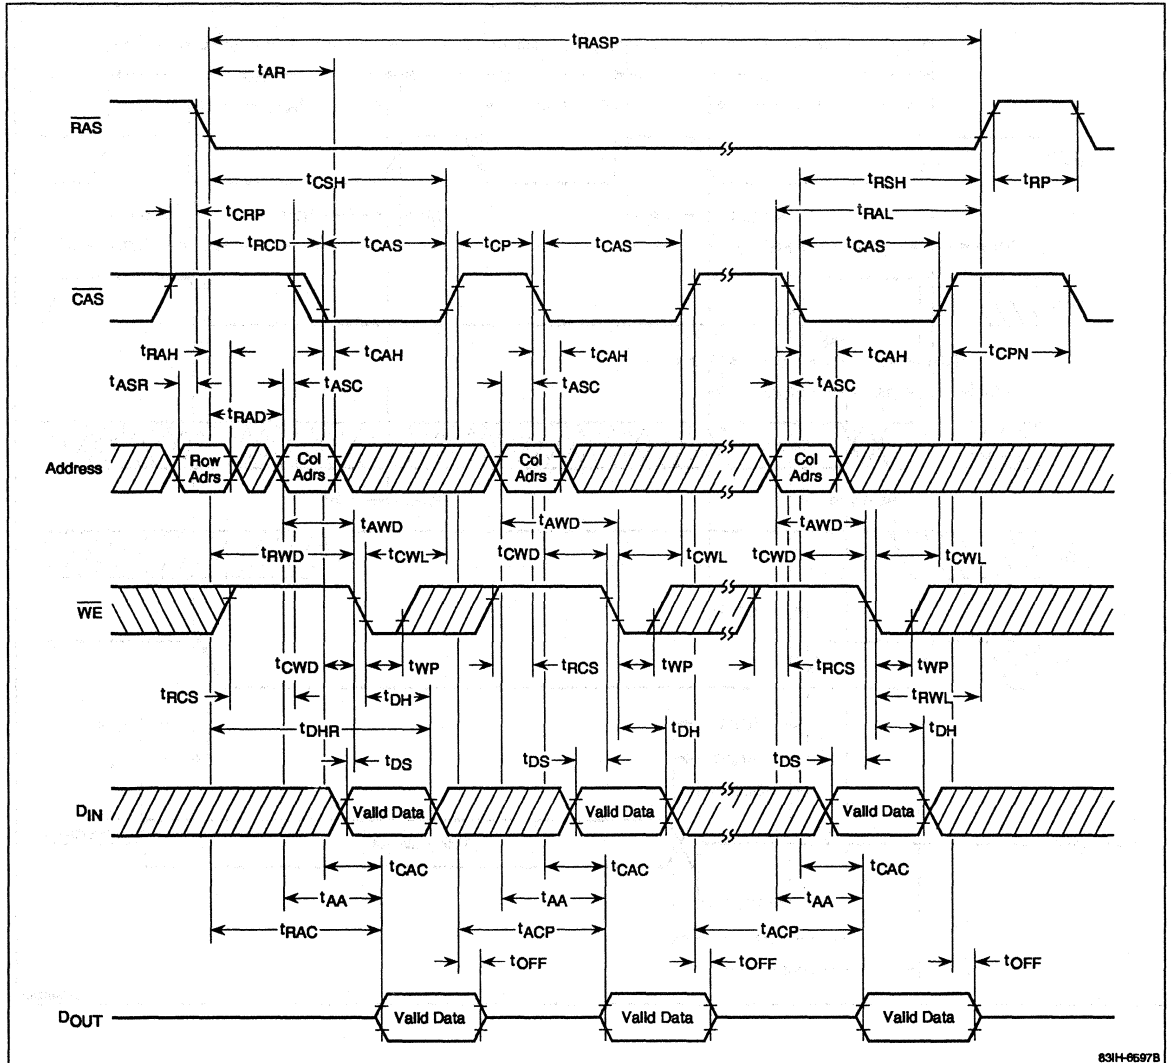 tRASP
tAR
RAS
tCSH tRSH tRP
tCRP tRAL
tRCD tCAS tCP tCAS tCAS
CAS
tRAH tCAH tCAH tCAH tCPN
tASR tASC tASC tASC
tRAD
Address Row Adrs Col Adrs Col Adrs Col Adrs
tAWD tAWD tAWD
tRWD tCWL tCWD tCWL tCWD tCWL
WE
tCWD tWP tRCS tWP tRCS tWP
tRCS tDH tRWL
tDHR tDH tDH
tDS tDS tDS
DIN Valid Data Valid Data Valid Data
tCAC tCAC tCAC
tAA tAA tAA
tRAC tACP tACP
tOFF tOFF tOFF
DOUT Valid Data Valid Data Valid Data
83IH-6597B